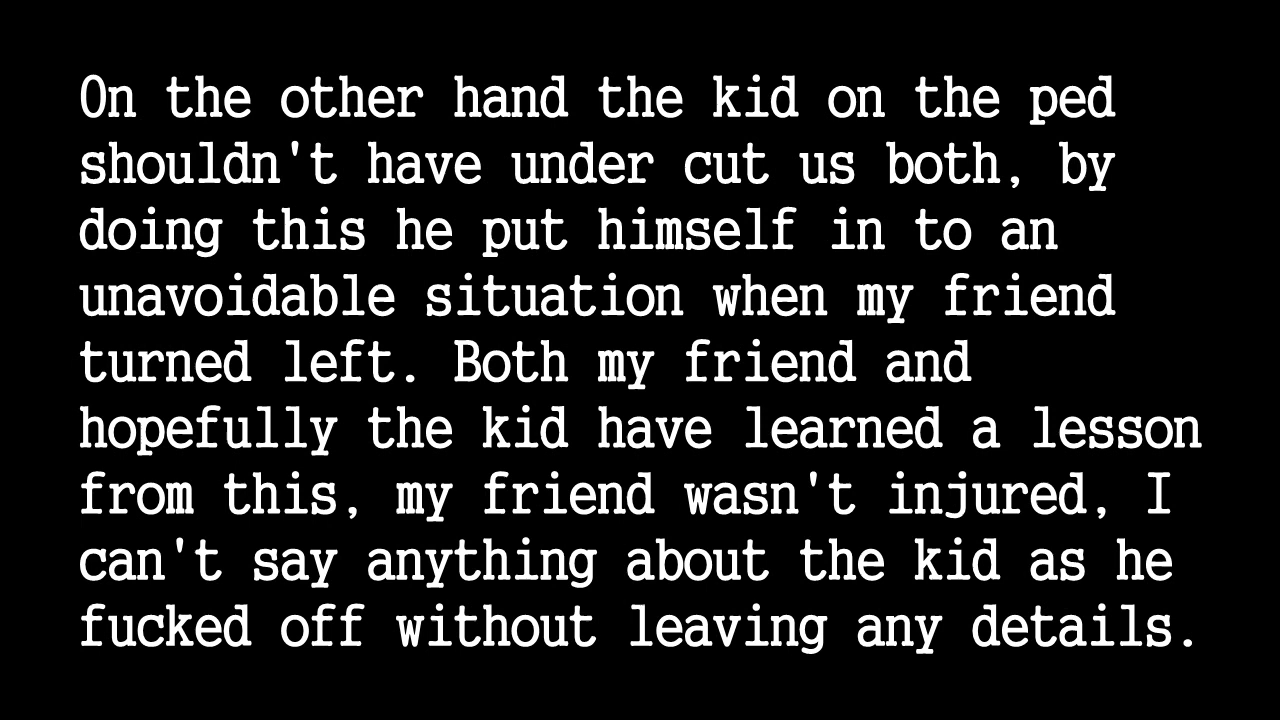 On the other hand the kid on the ped
shouldn't have under cut us both, by
doing this he put himself in to an
unavoidable situation when my friend
turned left. Both my friend and
hopefully the kid have learned a lesson
from this, my friend wasn't injured, I
can't say anything about the kid as he
fucked off without leaving any details.